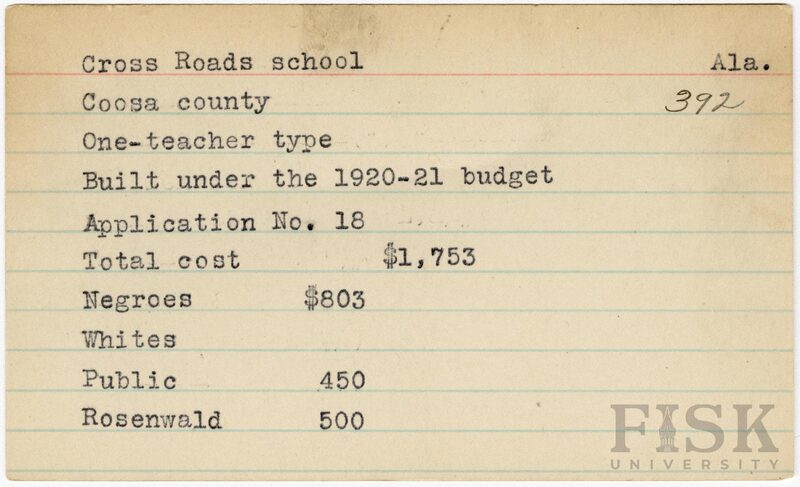 Cross Roads school Ala.
Coosa county 392
One-teacher type
Built under the 1920-21 budget
Application No. 18
Total cost $1,753
Negroes $803
Whites
Public 450
Rosenwald 500
FISK
UNIVERSITY